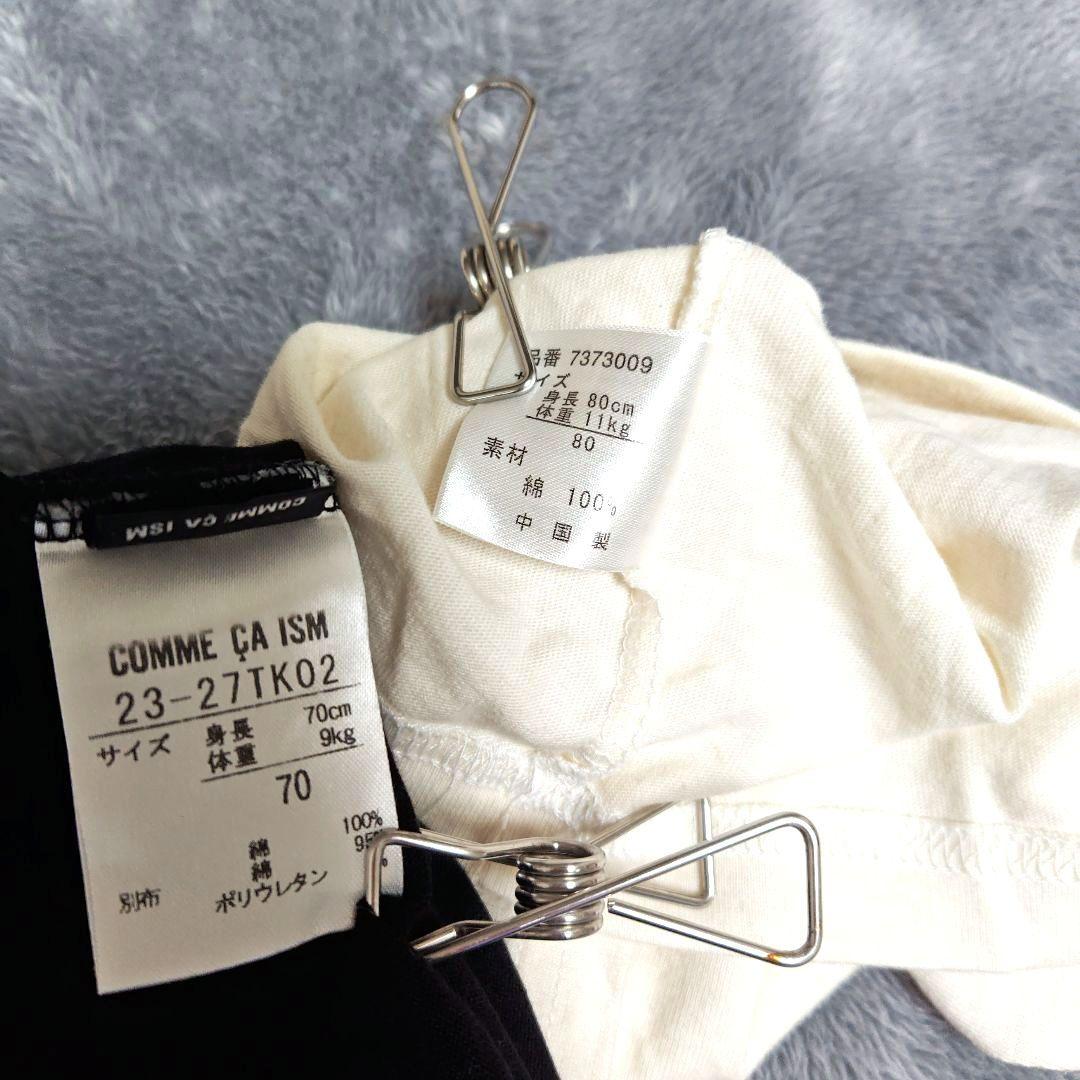 品番 7373009
サイズ
身長 80cm
体重 11kg
80
素材
綿 100%
中国製
COMME ÇA ISM
COMME ÇA ISM
23-27TK02
サイズ 身長 70cm
体重 9kg
70
綿 100%
綿 95%
別布 ポリウレタン